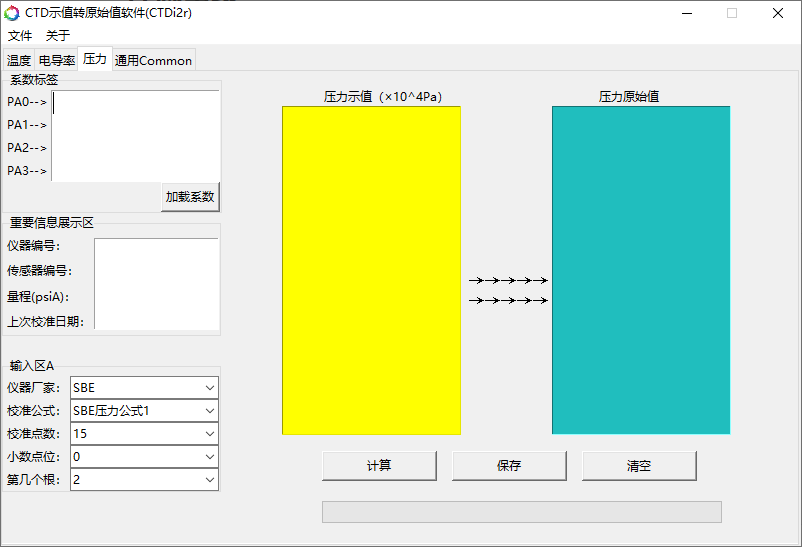 CTD示值转原始值软件(CTDi2r)
文件 关于
温度 电导率 压力 通用Common
系数标签
PA0-->
PA1-->
PA2-->
PA3-->
加载系数
重要信息展示区
仪器编号:
传感器编号:
量程(psiA):
上次校准日期:
输入区A
仪器厂家: SBE
校准公式: SBE压力公式1
校准点数: 15
小数点位: 0
第几个根: 2
压力示值（×10^4Pa）
压力原始值
计算 保存 清空